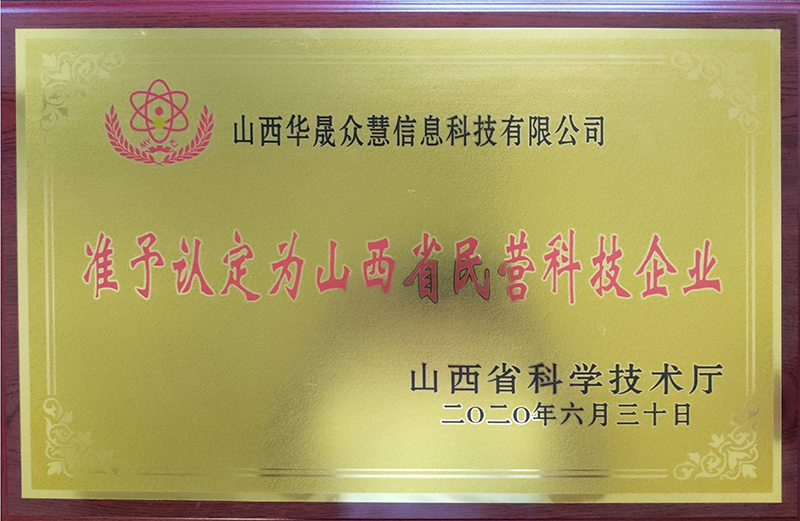 山西华晟众慧信息科技有限公司
准予认定为山西省民营科技企业
山西省科学技术厅
二〇二〇年六月三十日